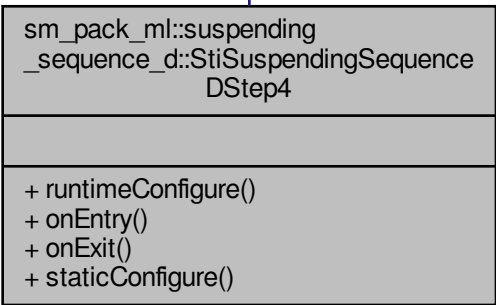 sm_pack_ml::suspending
_sequence_d::StiSuspendingSequence
DStep4
+ runtimeConfigure()
+ onEntry()
+ onExit()
+ staticConfigure()